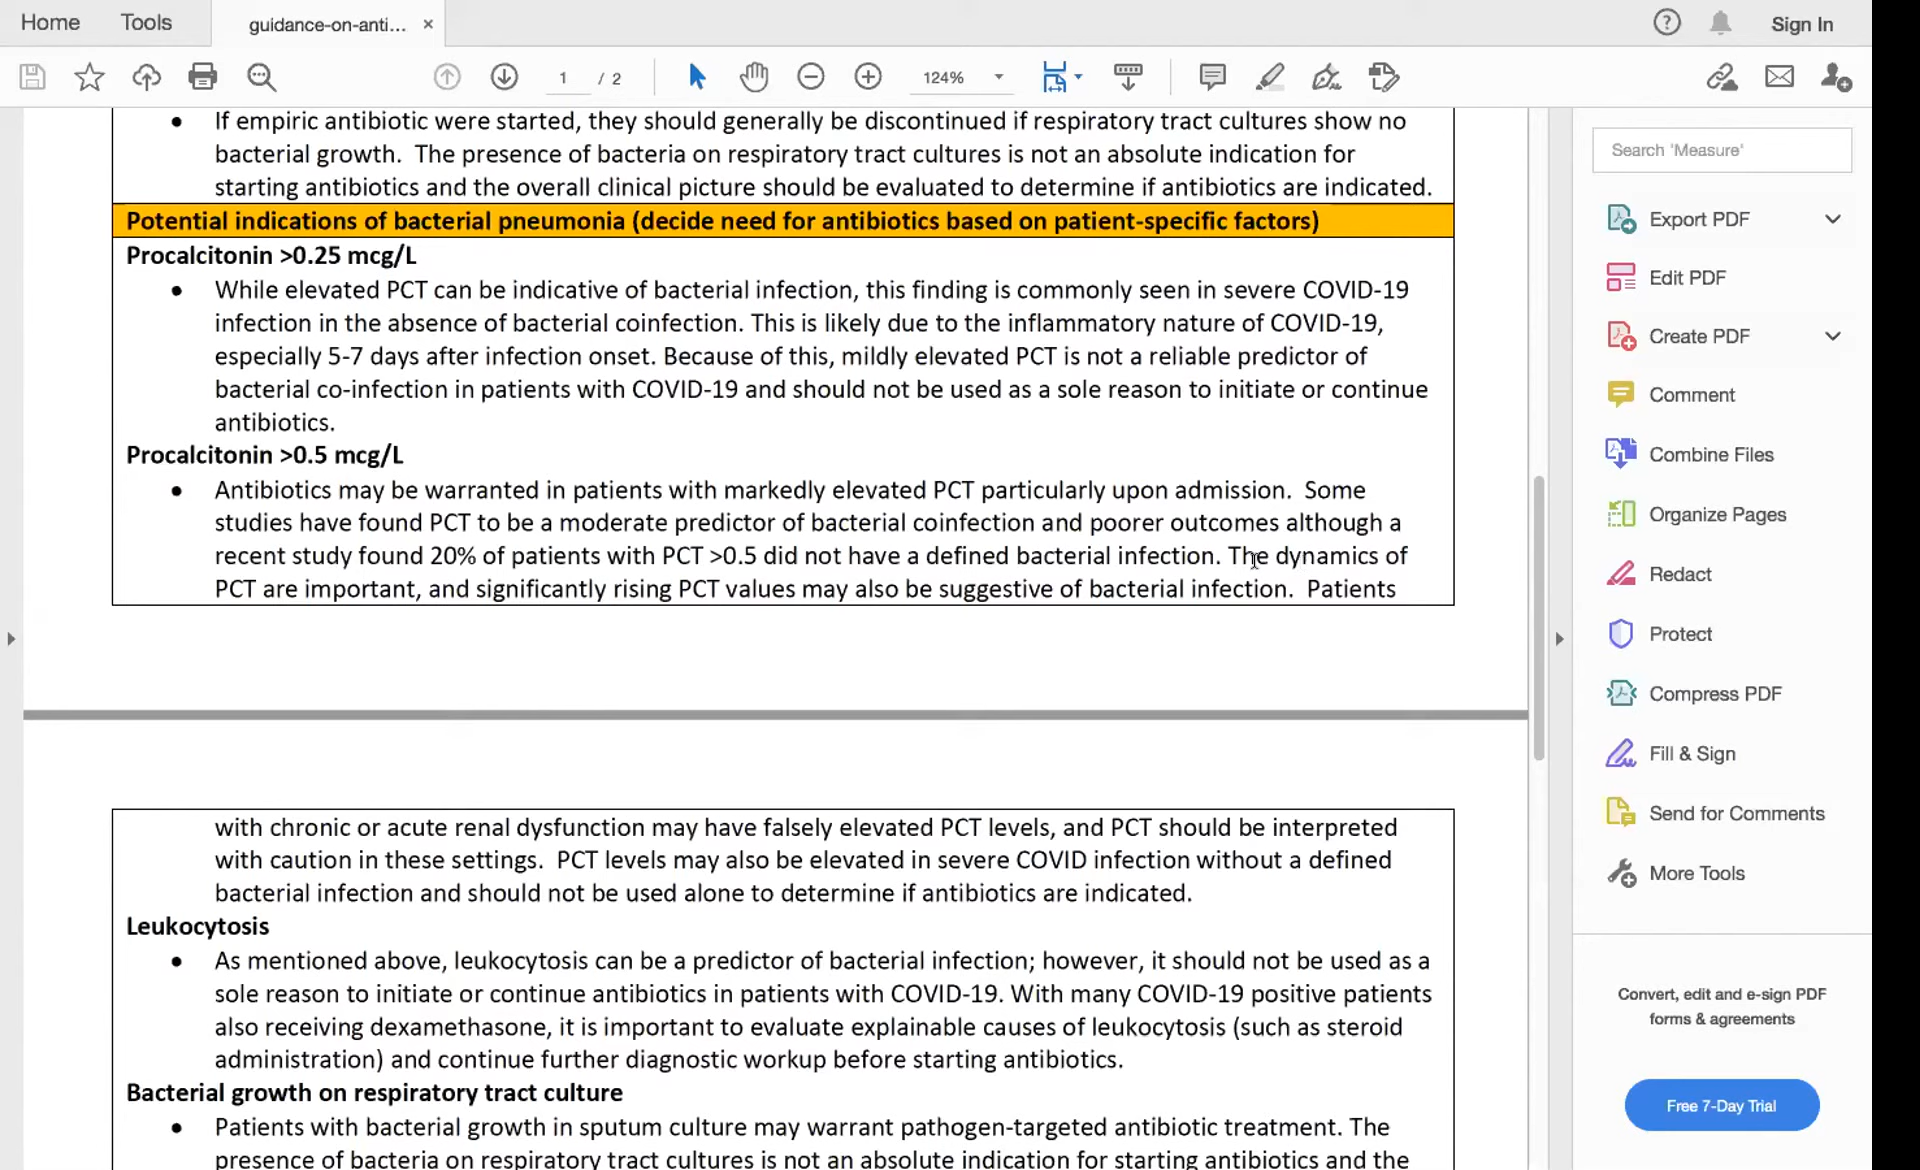 Home Tools guidance-on-anti... × Sign In
1 / 2 124%
• If empiric antibiotic were started, they should generally be discontinued if respiratory tract cultures show no
bacterial growth.  The presence of bacteria on respiratory tract cultures is not an absolute indication for
starting antibiotics and the overall clinical picture should be evaluated to determine if antibiotics are indicated.
Potential indications of bacterial pneumonia (decide need for antibiotics based on patient-specific factors)
Procalcitonin >0.25 mcg/L
• While elevated PCT can be indicative of bacterial infection, this finding is commonly seen in severe COVID-19
infection in the absence of bacterial coinfection. This is likely due to the inflammatory nature of COVID-19,
especially 5-7 days after infection onset. Because of this, mildly elevated PCT is not a reliable predictor of
bacterial co-infection in patients with COVID-19 and should not be used as a sole reason to initiate or continue
antibiotics.
Procalcitonin >0.5 mcg/L
• Antibiotics may be warranted in patients with markedly elevated PCT particularly upon admission.  Some
studies have found PCT to be a moderate predictor of bacterial coinfection and poorer outcomes although a
recent study found 20% of patients with PCT >0.5 did not have a defined bacterial infection. The dynamics of
PCT are important, and significantly rising PCT values may also be suggestive of bacterial infection.  Patients
with chronic or acute renal dysfunction may have falsely elevated PCT levels, and PCT should be interpreted
with caution in these settings.  PCT levels may also be elevated in severe COVID infection without a defined
bacterial infection and should not be used alone to determine if antibiotics are indicated.
Leukocytosis
• As mentioned above, leukocytosis can be a predictor of bacterial infection; however, it should not be used as a
sole reason to initiate or continue antibiotics in patients with COVID-19. With many COVID-19 positive patients
also receiving dexamethasone, it is important to evaluate explainable causes of leukocytosis (such as steroid
administration) and continue further diagnostic workup before starting antibiotics.
Bacterial growth on respiratory tract culture
• Patients with bacterial growth in sputum culture may warrant pathogen-targeted antibiotic treatment. The
presence of bacteria on respiratory tract cultures is not an absolute indication for starting antibiotics and the
Search 'Measure'
Export PDF
Edit PDF
Create PDF
Comment
Combine Files
Organize Pages
Redact
Protect
Compress PDF
Fill & Sign
Send for Comments
More Tools
Convert, edit and e-sign PDF
forms & agreements
Free 7-Day Trial